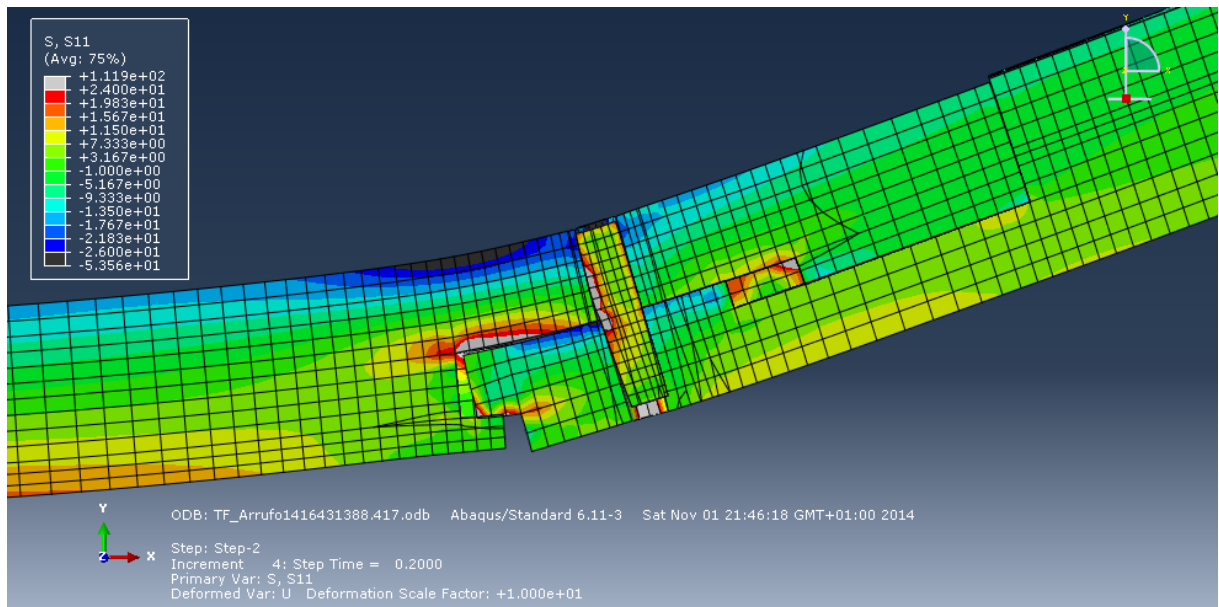 S, S11
(Avg: 75%)
+1.119e+02
+2.400e+01
+1.983e+01
+1.567e+01
+1.150e+01
+7.333e+00
+3.167e+00
-1.000e+00
-5.167e+00
-9.333e+00
-1.350e+01
-1.767e+01
-2.183e+01
-2.600e+01
-5.356e+01
Y
X
Y
Z
X
ODB: TF_Arrufo1416431388.417.odb Abaqus/Standard 6.11-3 Sat Nov 01 21:46:18 GMT+01:00 2014
Step: Step-2
Increment 4: Step Time = 0.2000
Primary Var: S, S11
Deformed Var: U Deformation Scale Factor: +1.000e+01